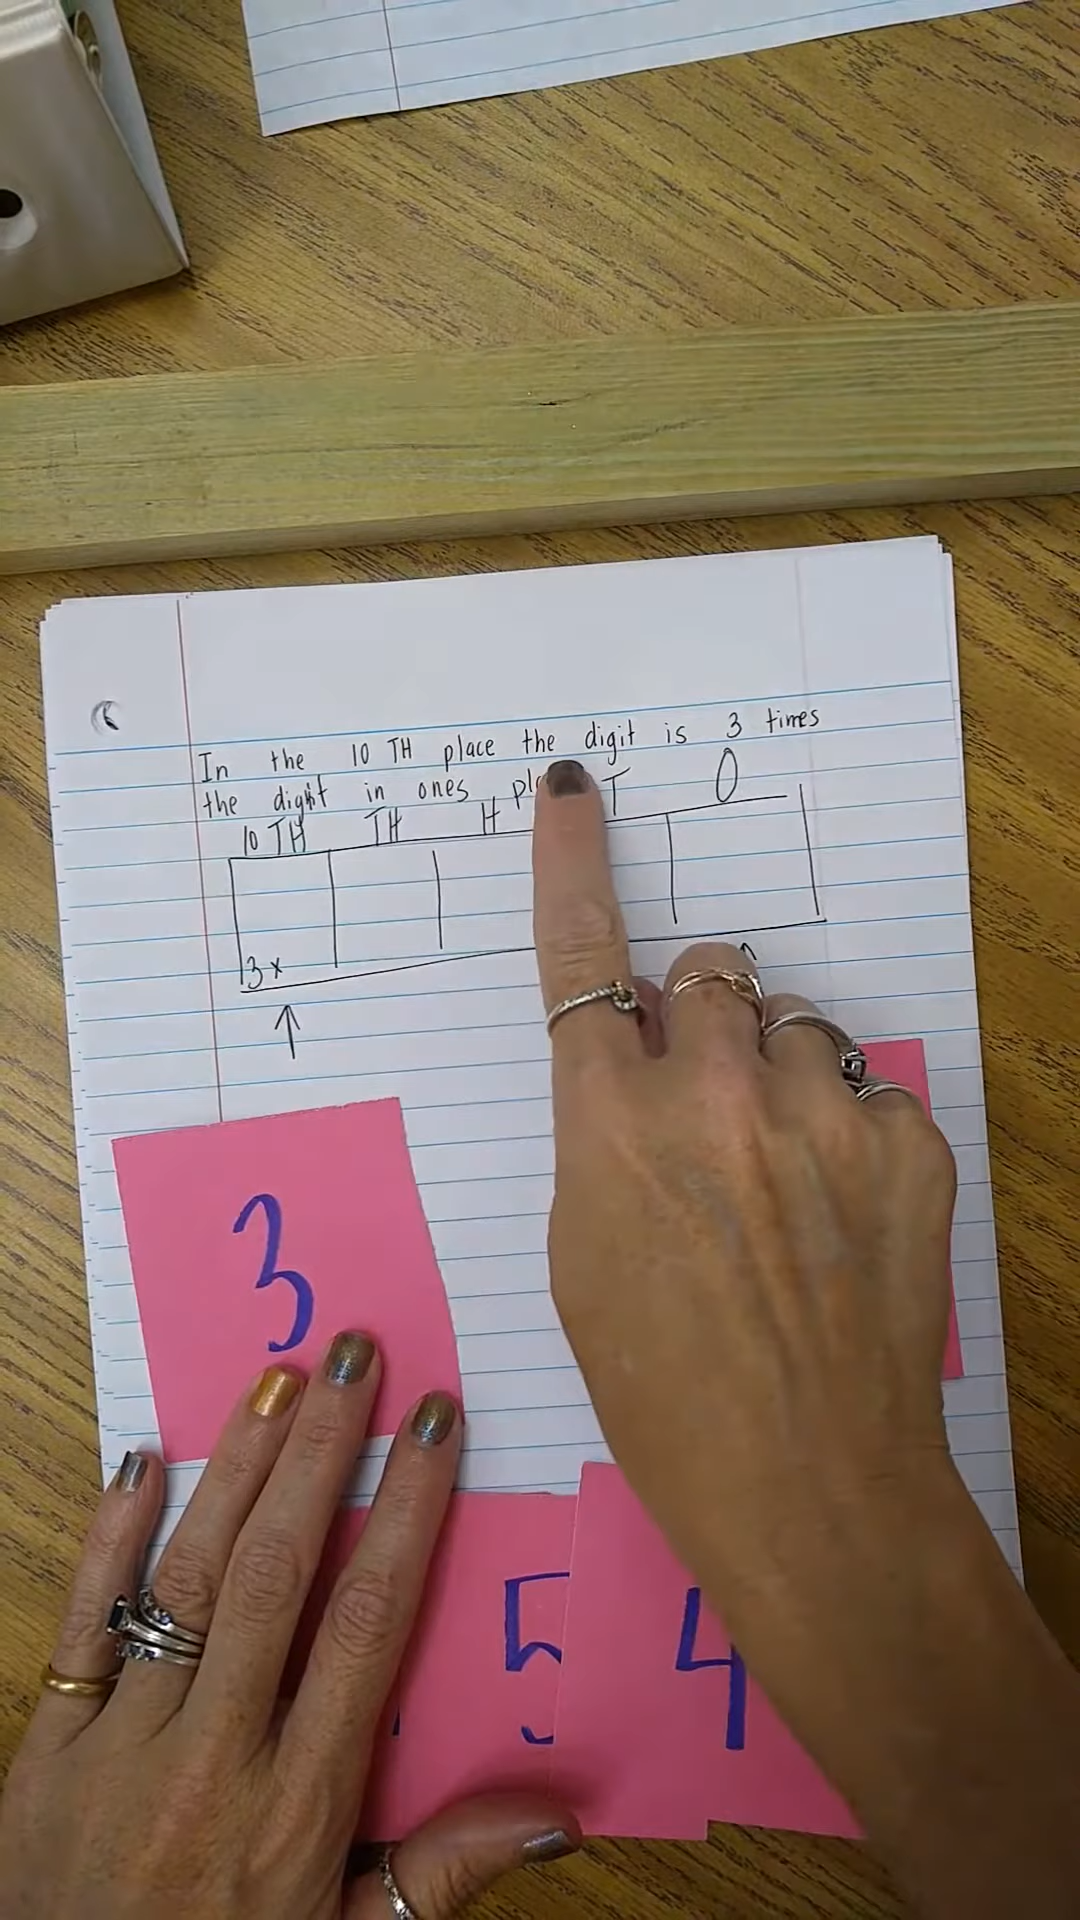 In the 10 TH place the digit is 3 times
the digit in ones
10 TH TH H T O
3x
3
5 4